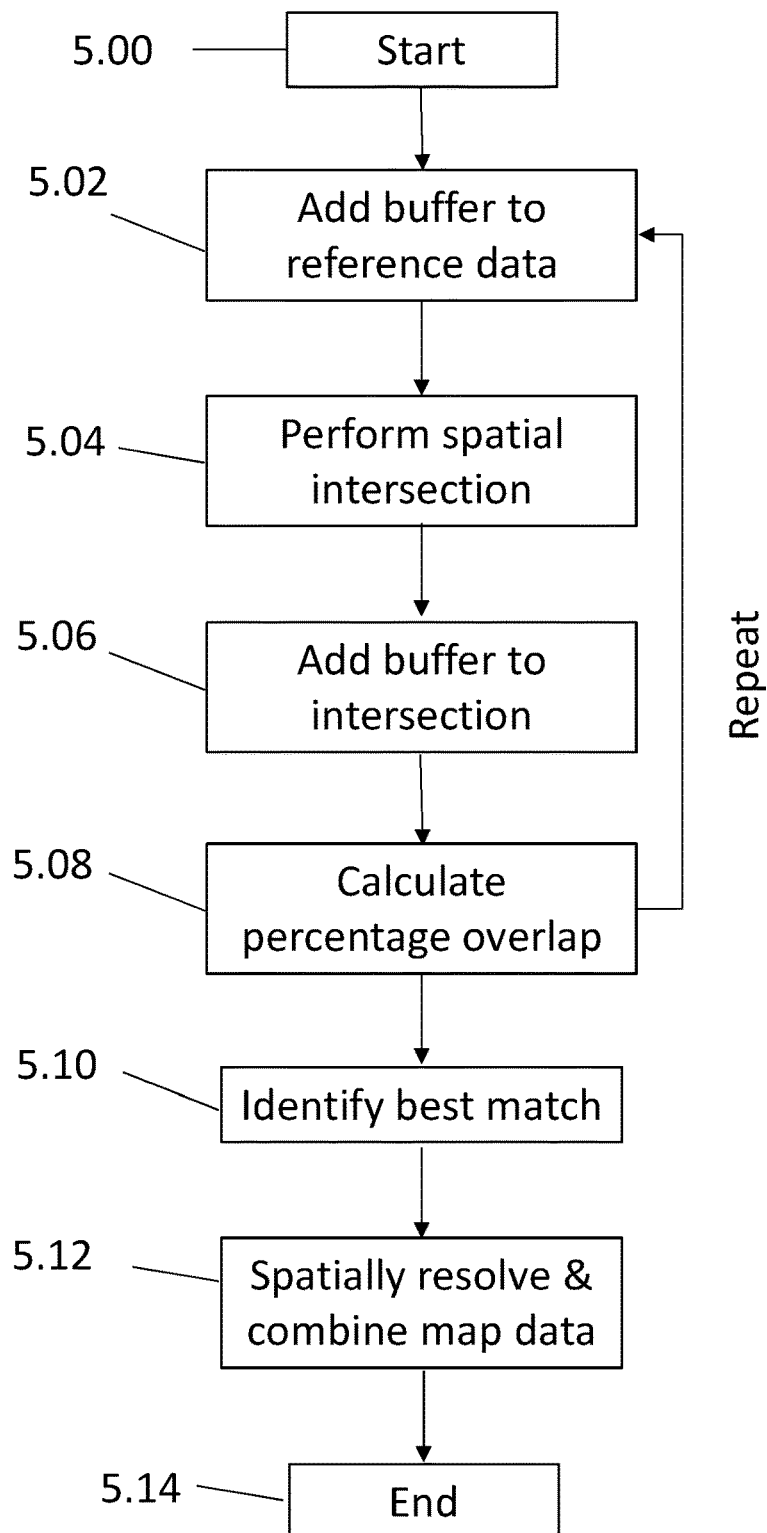 5.00
Start
5.02
Add buffer to
reference data
5.04
Perform spatial
intersection
5.06
Add buffer to
intersection
Repeat
5.08
Calculate
percentage overlap
5.10
Identify best match
5.12
Spatially resolve &
combine map data
5.14
End